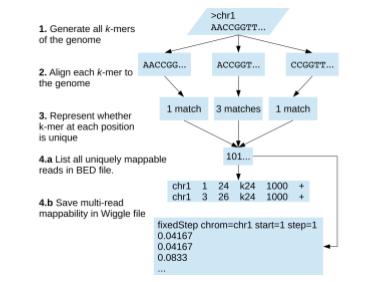 >chr1
AACCGGTT...
1. Generate all k-mers
of the genome
AACCGG...
ACCGGT...
CCGGTT...
2. Align each k-mer to
the genome
1 match
3 matches
1 match
3. Represent whether
k-mer at each position
is unique
101...
4.a List all uniquely mappable
reads in BED file.
chr1 1 24 k24 1000 +
chr1 3 26 k24 1000 +
4.b Save multi-read
mappability in Wiggle file
fixedStep chrom=chr1 start=1 step=1
0.04167
0.04167
0.0833
...